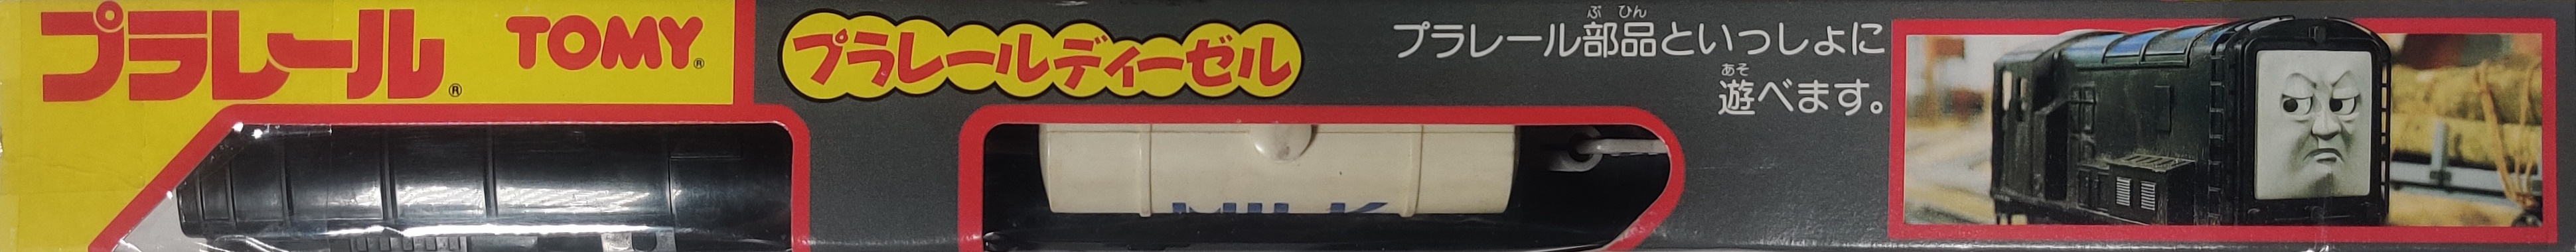 プラレール®
TOMY®
プラレールディーゼル
プラレール部品といっしょに
ぶ ひん
遊べます。
あそ
MILK